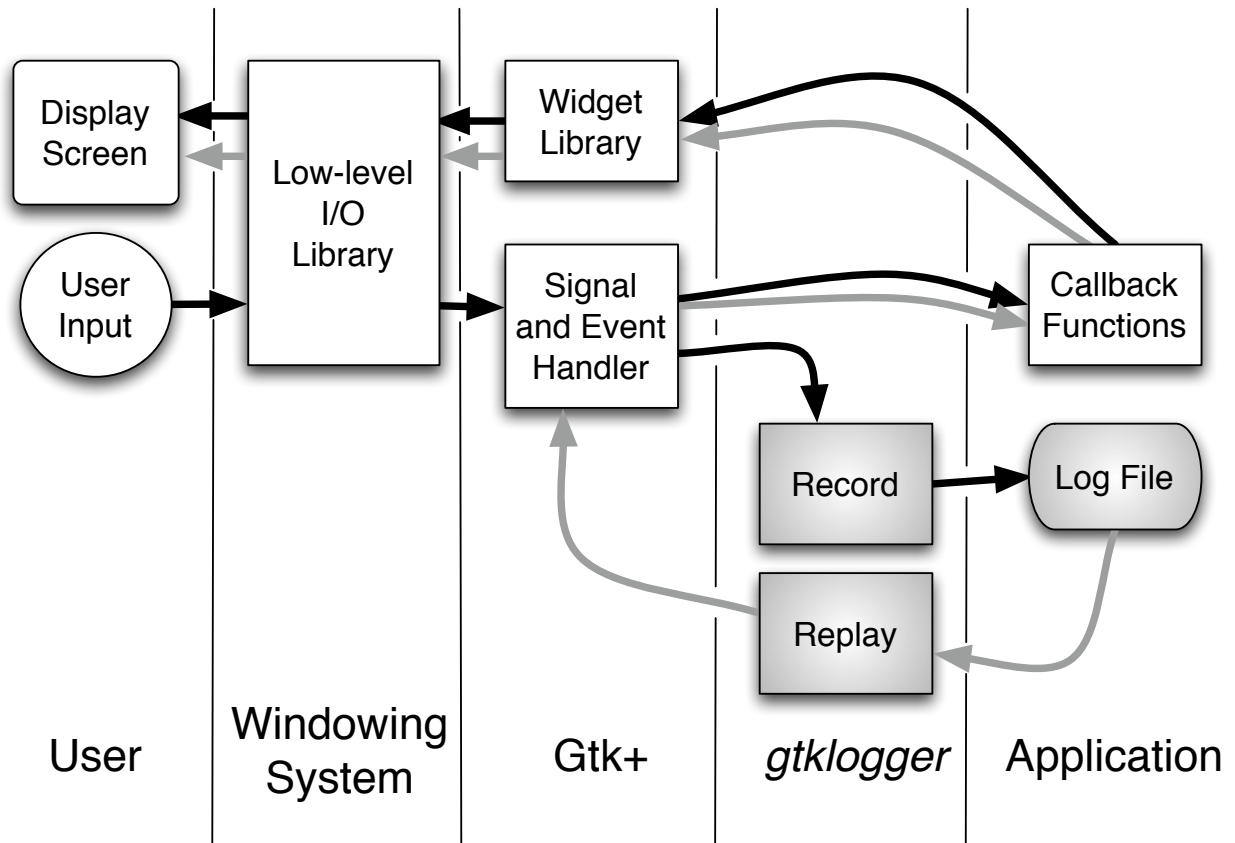 Display
Screen
User
Input
Low-level
I/O
Library
Widget
Library
Signal
and Event
Handler
Callback
Functions
Record
Log File
Replay
User
Windowing
System
Gtk+
gtklogger
Application